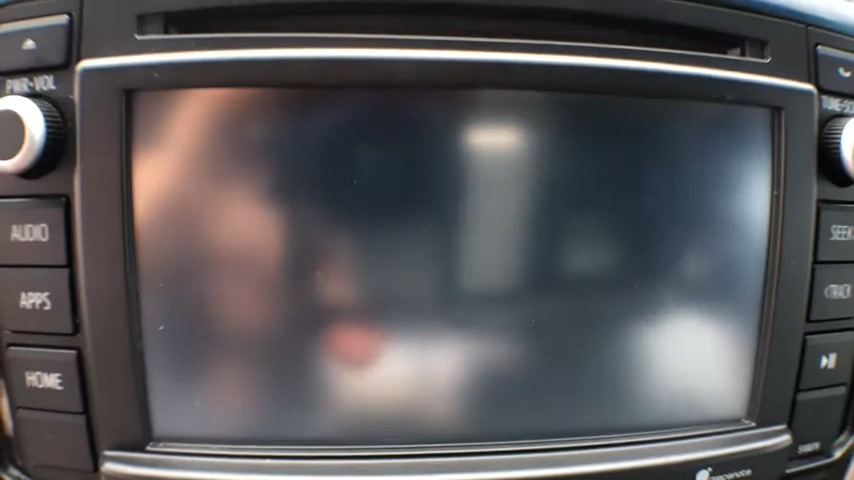 PWR·VOL
AUDIO
APPS
HOME
SEEK
TRACK